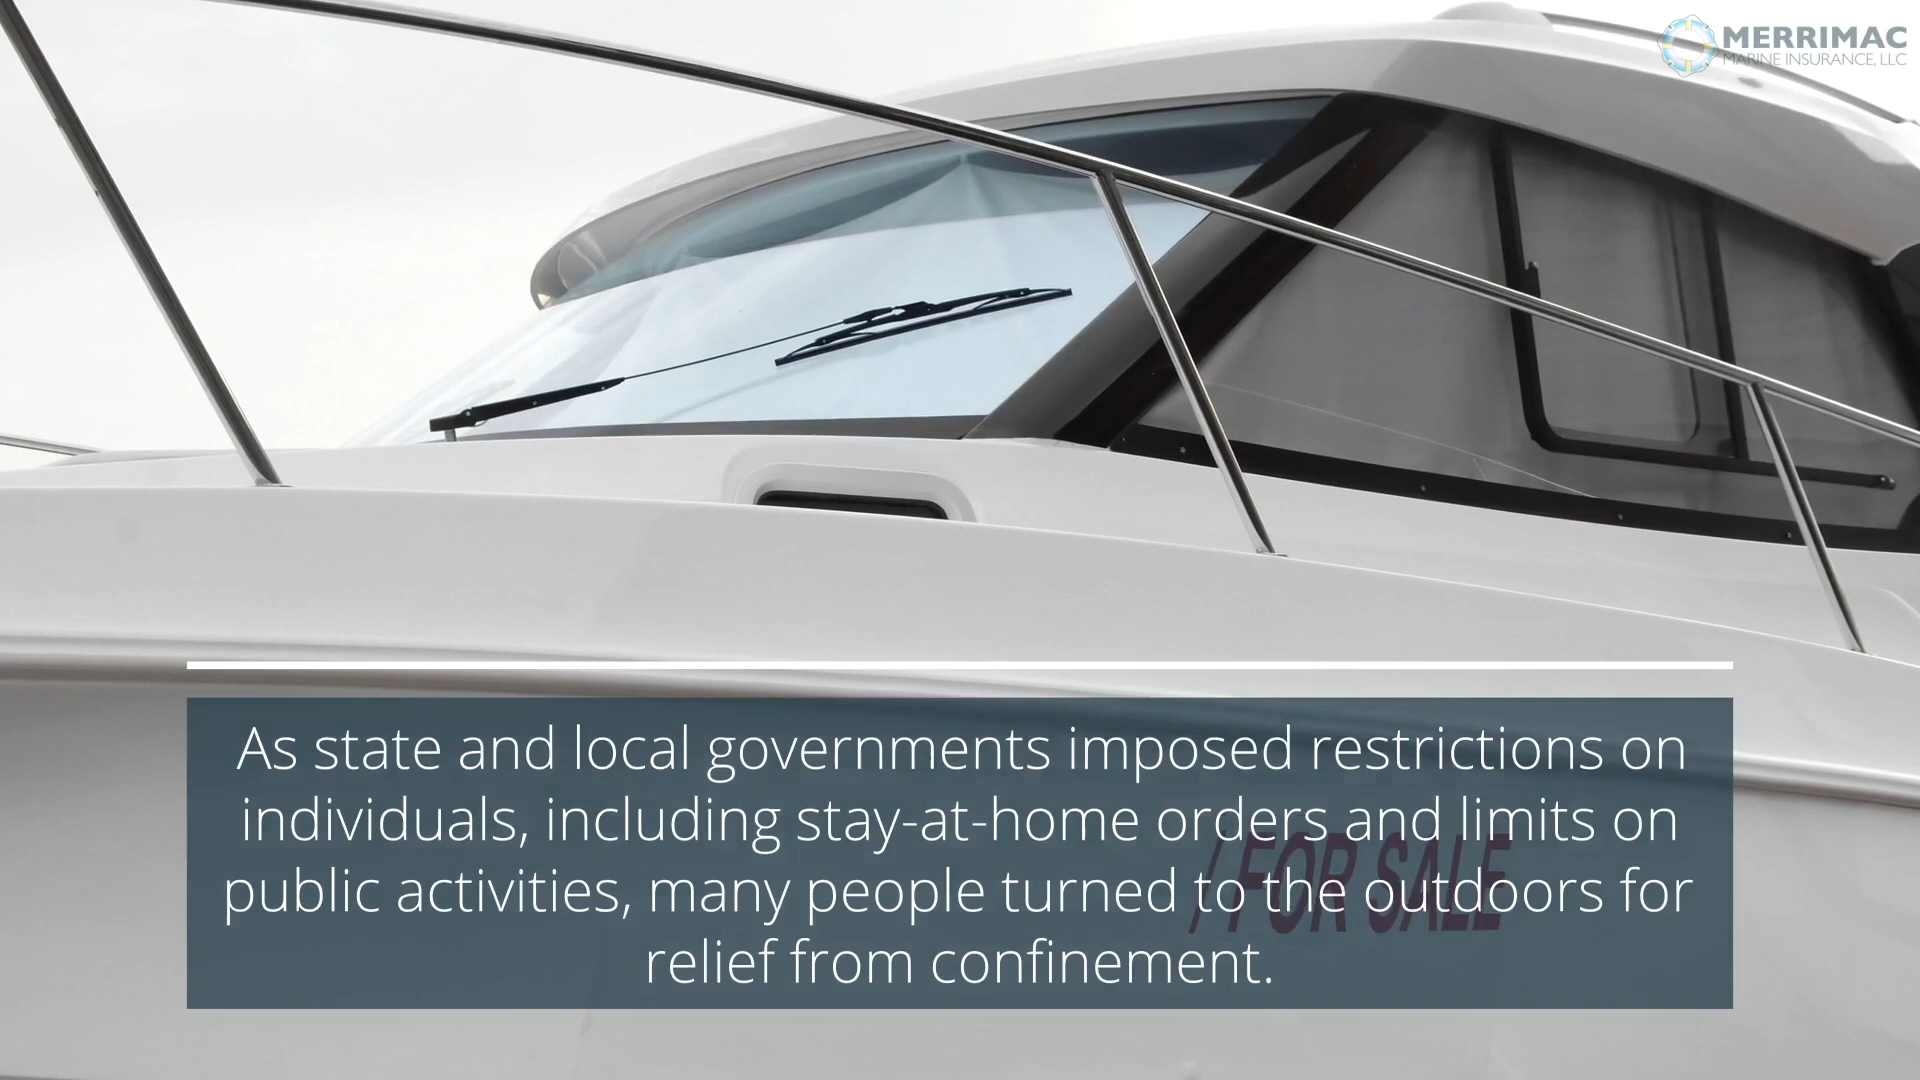 MERRIMAC
MARINE INSURANCE, LLC
As state and local governments imposed restrictions on
individuals, including stay-at-home orders and limits on
public activities, many people turned to the outdoors for
relief from confinement.
/ FOR SALE